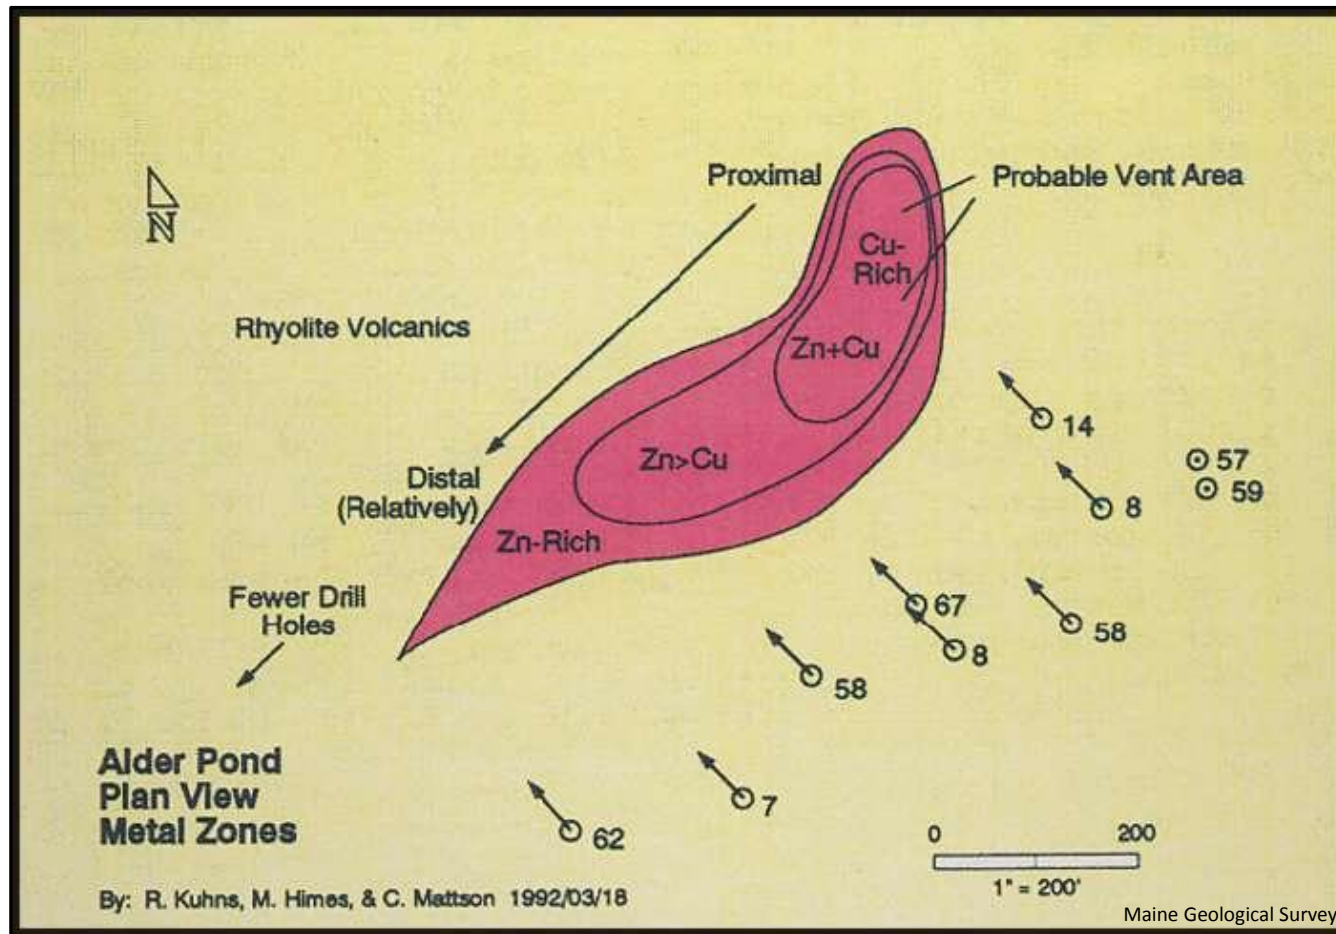 Proximal
Probable Vent Area
N
Cu-
Rich
Rhyolite Volcanics
Zn+Cu
14
Zn>Cu
57
Distal
(Relatively)
59
8
Zn-Rich
Fewer Drill
Holes
67
58
8
58
Alder Pond
Plan View
Metal Zones
7
62
0 200
1" = 200'
By: R. Kuhns, M. Himes, & C. Mattson 1992/03/18
Maine Geological Survey